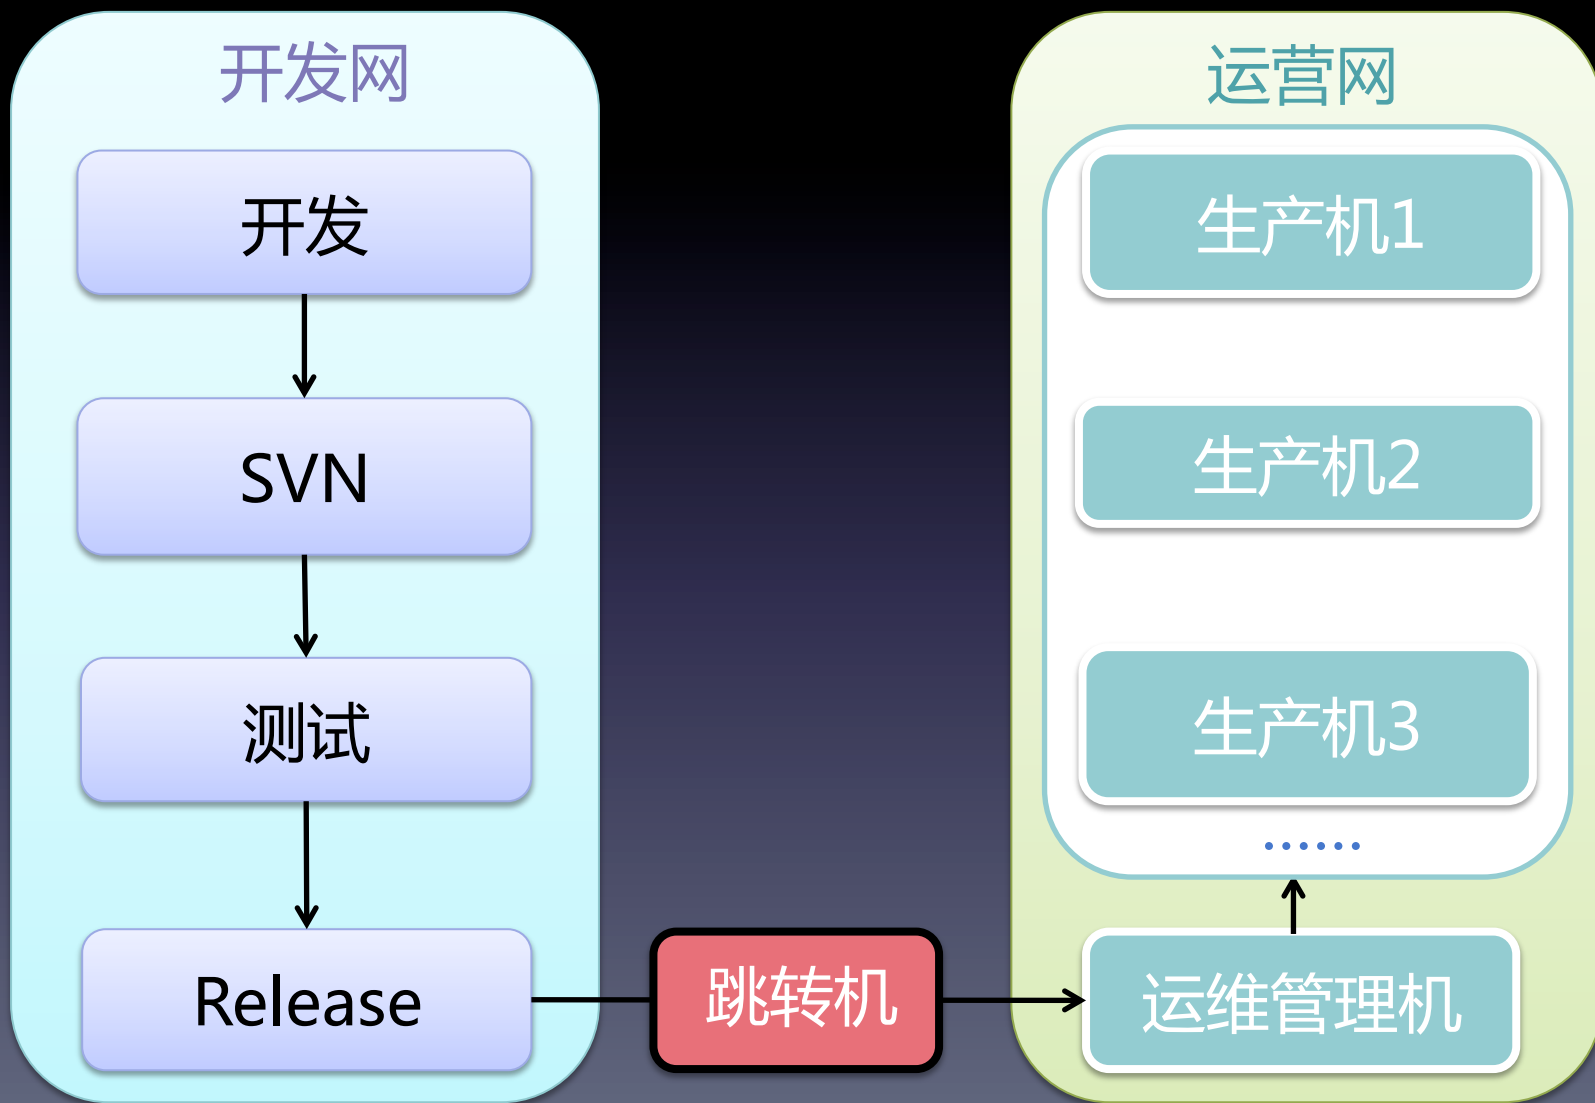 开发网
开发
SVN
测试
Release
跳转机
运营网
生产机1
生产机2
生产机3
......
运维管理机